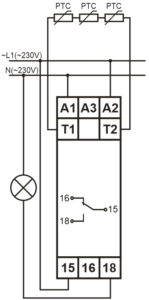 PTC PTC PTC
~L1(~230V)
N(~230V)
A1 A3 A2
T1 T2
16
15
18
15 16 18